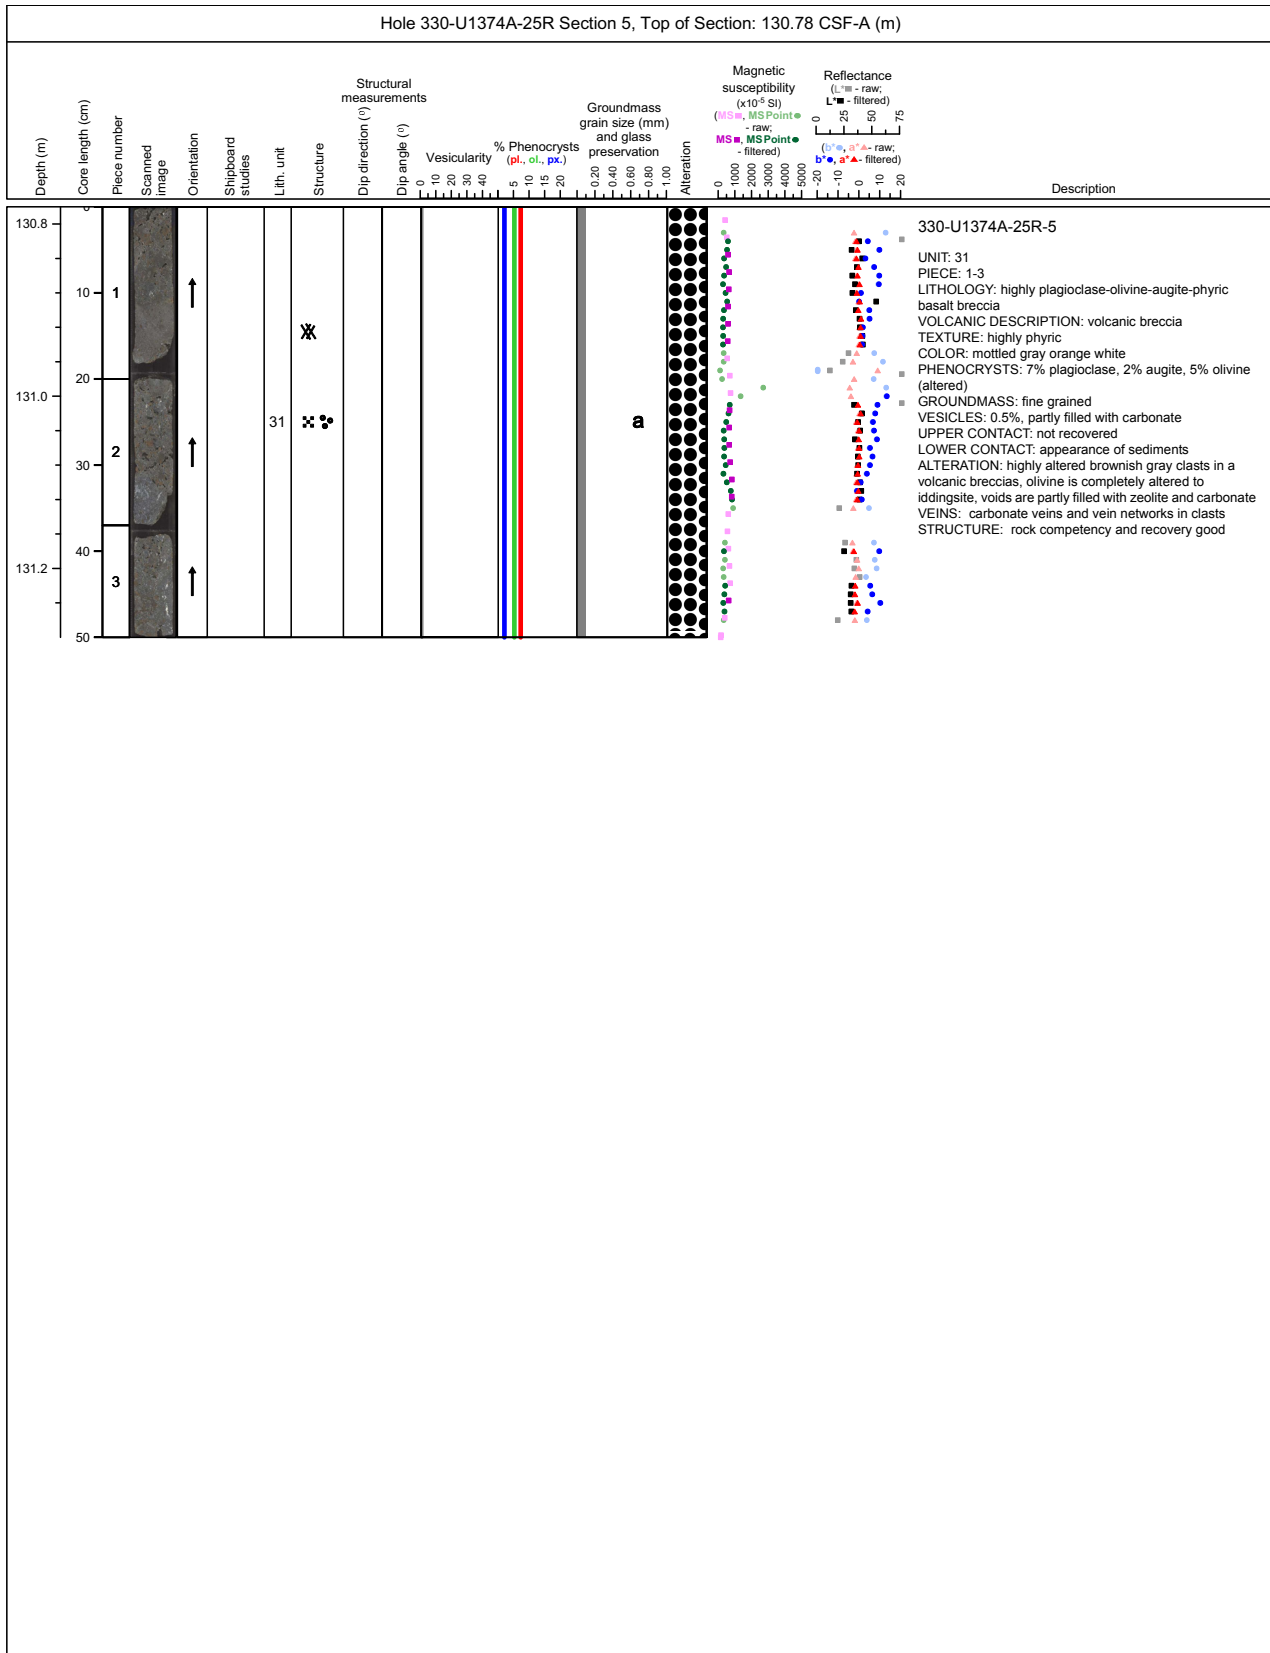 Hole 330-U1374A-25R Section 5, Top of Section: 130.78 CSF-A (m)
Depth (m)
Core length (cm)
Piece number
Scanned
image
Orientation
Shipboard
studies
Lith. unit
Structure
Structural
measurements
Dip direction (º)
Dip angle (º)
Vesicularity
0 10 20 30 40
% Phenocrysts
(pl., ol., px.)
5 10 15 20
Groundmass
grain size (mm)
and glass
preservation
0.20 0.40 0.60 0.80 1.00
Alteration
Magnetic
susceptibility
(x10⁻⁵ SI)
(MS■, MSPoint●
- raw;
MS■, MSPoint●
- filtered)
0 1000 2000 3000 4000 5000
Reflectance
(L*■ - raw;
L*■ - filtered)
0 25 50 75
(b*●, a*▲- raw;
b*●, a*▲- filtered)
-20 -10 0 10 20
Description
130.8
131.0
131.2
0
10
20
30
40
50
1
2
3
31
a
330-U1374A-25R-5
UNIT: 31
PIECE: 1-3
LITHOLOGY: highly plagioclase-olivine-augite-phyric
basalt breccia
VOLCANIC DESCRIPTION: volcanic breccia
TEXTURE: highly phyric
COLOR: mottled gray orange white
PHENOCRYSTS: 7% plagioclase, 2% augite, 5% olivine
(altered)
GROUNDMASS: fine grained
VESICLES: 0.5%, partly filled with carbonate
UPPER CONTACT: not recovered
LOWER CONTACT: appearance of sediments
ALTERATION: highly altered brownish gray clasts in a
volcanic breccias, olivine is completely altered to
iddingsite, voids are partly filled with zeolite and carbonate
VEINS: carbonate veins and vein networks in clasts
STRUCTURE: rock competency and recovery good